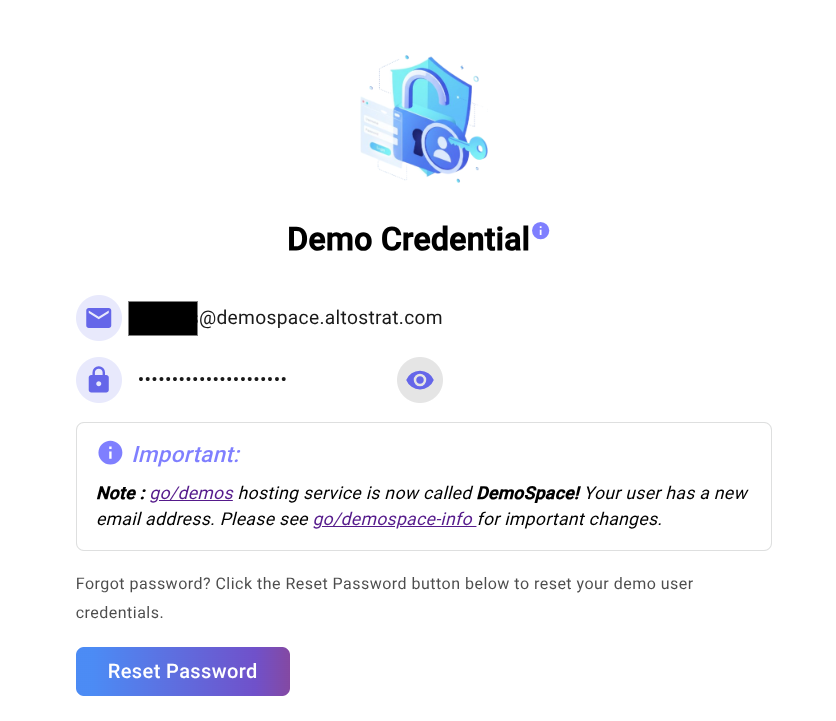 Demo Credential
@demospace.altostrat.com
••••••••••••••••••••••
Important:
Note : go/demos hosting service is now called DemoSpace! Your user has a new
email address. Please see go/demospace-info for important changes.
Forgot password? Click the Reset Password button below to reset your demo user
credentials.
Reset Password